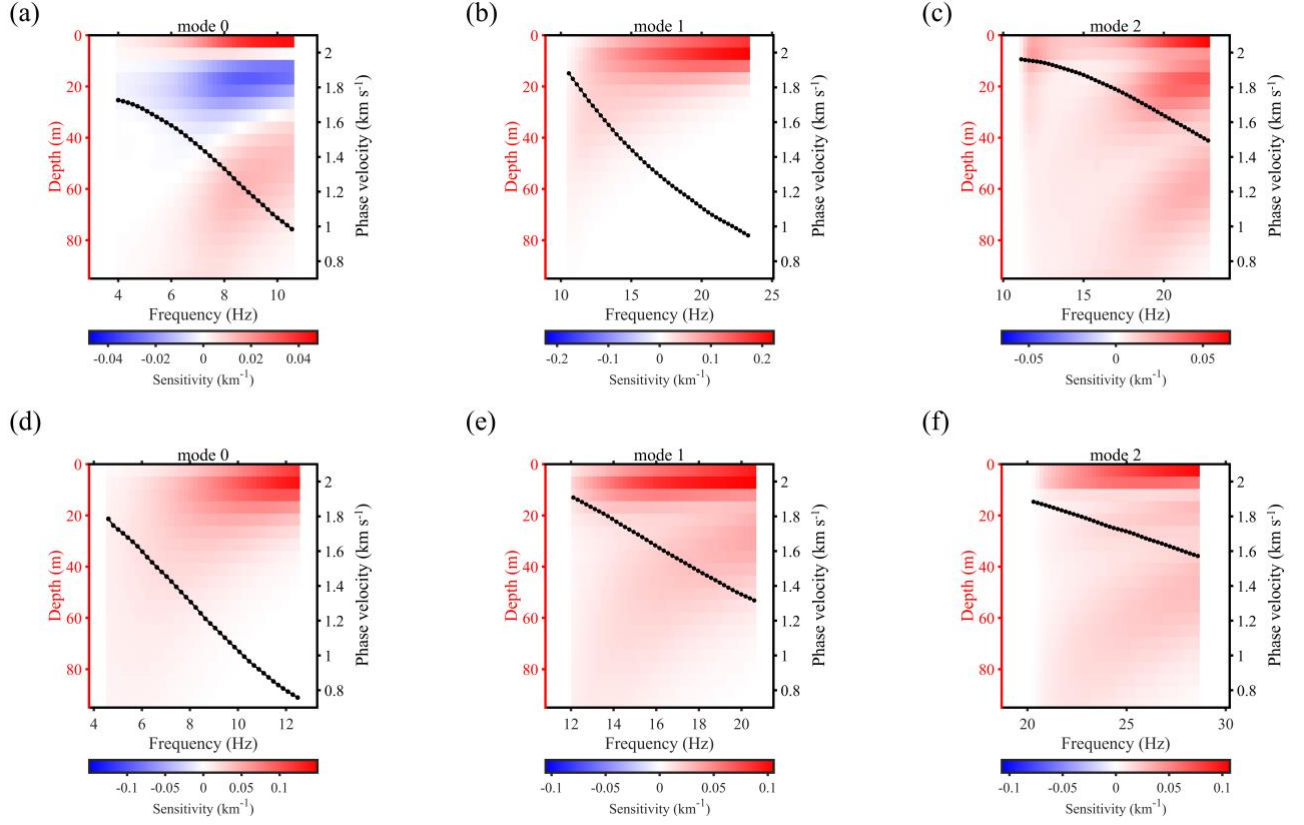 (a)
mode 0
0
20
40
60
80
Depth (m)
2
1.8
1.6
1.4
1.2
1
0.8
Phase velocity (km s⁻¹)
4 6 8 10
Frequency (Hz)
-0.04 -0.02 0 0.02 0.04
Sensitivity (km⁻¹)
(b)
mode 1
0
20
40
60
80
Depth (m)
2
1.8
1.6
1.4
1.2
1
0.8
Phase velocity (km s⁻¹)
10 15 20 25
Frequency (Hz)
-0.2 -0.1 0 0.1 0.2
Sensitivity (km⁻¹)
(c)
mode 2
0
20
40
60
80
Depth (m)
2
1.8
1.6
1.4
1.2
1
0.8
Phase velocity (km s⁻¹)
10 15 20
Frequency (Hz)
-0.05 0 0.05
Sensitivity (km⁻¹)
(d)
mode 0
0
20
40
60
80
Depth (m)
2
1.8
1.6
1.4
1.2
1
0.8
Phase velocity (km s⁻¹)
4 6 8 10 12
Frequency (Hz)
-0.1 -0.05 0 0.05 0.1
Sensitivity (km⁻¹)
(e)
mode 1
0
20
40
60
80
Depth (m)
2
1.8
1.6
1.4
1.2
1
0.8
Phase velocity (km s⁻¹)
12 14 16 18 20
Frequency (Hz)
-0.1 -0.05 0 0.05 0.1
Sensitivity (km⁻¹)
(f)
mode 2
0
20
40
60
80
Depth (m)
2
1.8
1.6
1.4
1.2
1
0.8
Phase velocity (km s⁻¹)
20 25 30
Frequency (Hz)
-0.1 -0.05 0 0.05 0.1
Sensitivity (km⁻¹)